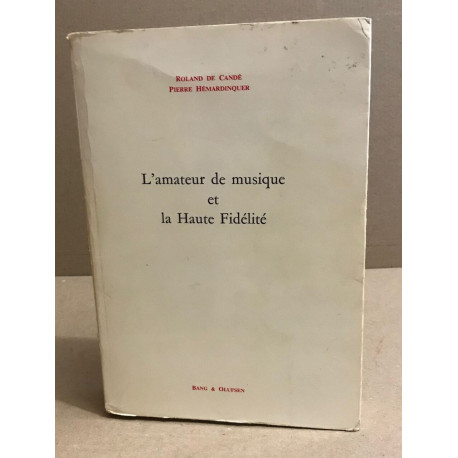 ROLAND DE CANDÉ
PIERRE HÉMARDINQUER
L'amateur de musique
et
la Haute Fidélité
BANG & OLUFSEN